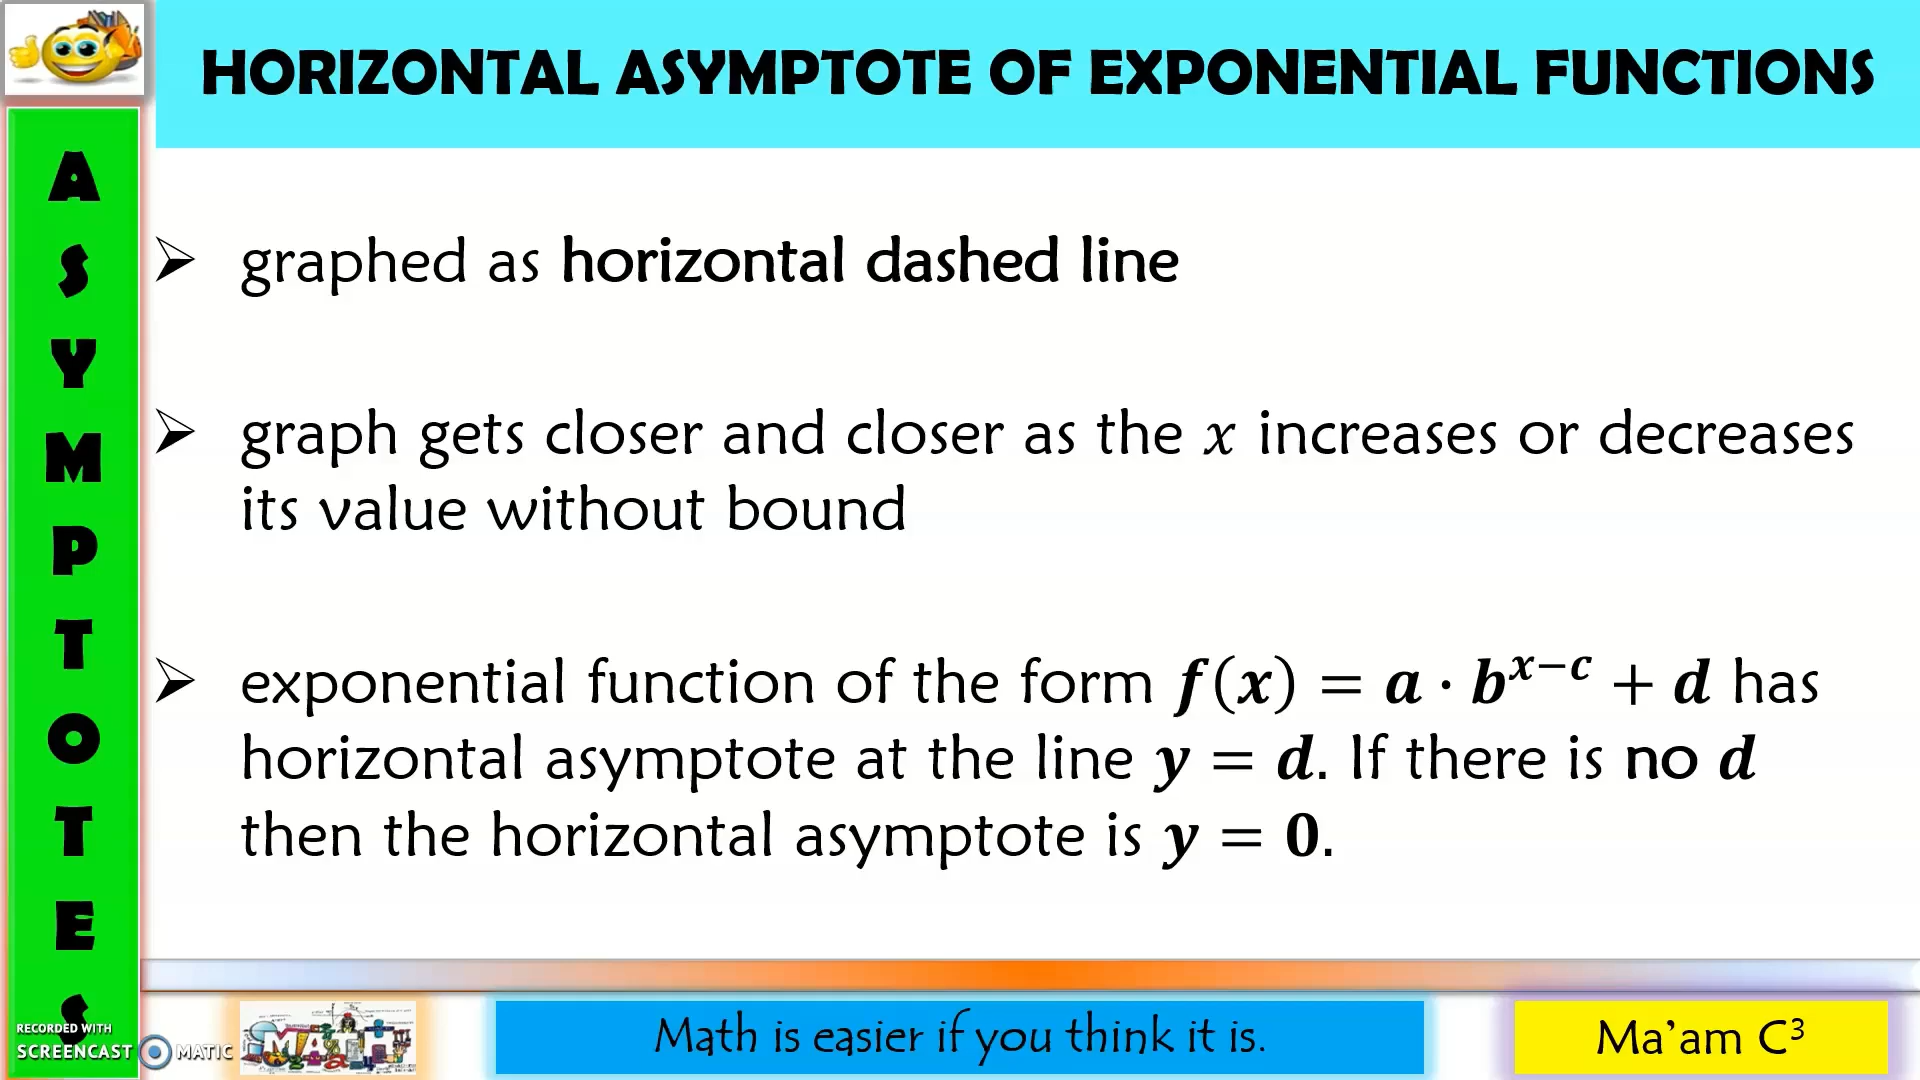 HORIZONTAL ASYMPTOTE OF EXPONENTIAL FUNCTIONS
A
S
Y
M
P
T
O
T
E
S
➢ graphed as horizontal dashed line
➢ graph gets closer and closer as the x increases or decreases
its value without bound
➢ exponential function of the form f(x) = a · b^{x−c} + d has
horizontal asymptote at the line y = d. If there is no d
then the horizontal asymptote is y = 0.
RECORDED WITH
SCREENCAST MATIC
MATH
Math is easier if you think it is.
Ma’am C³